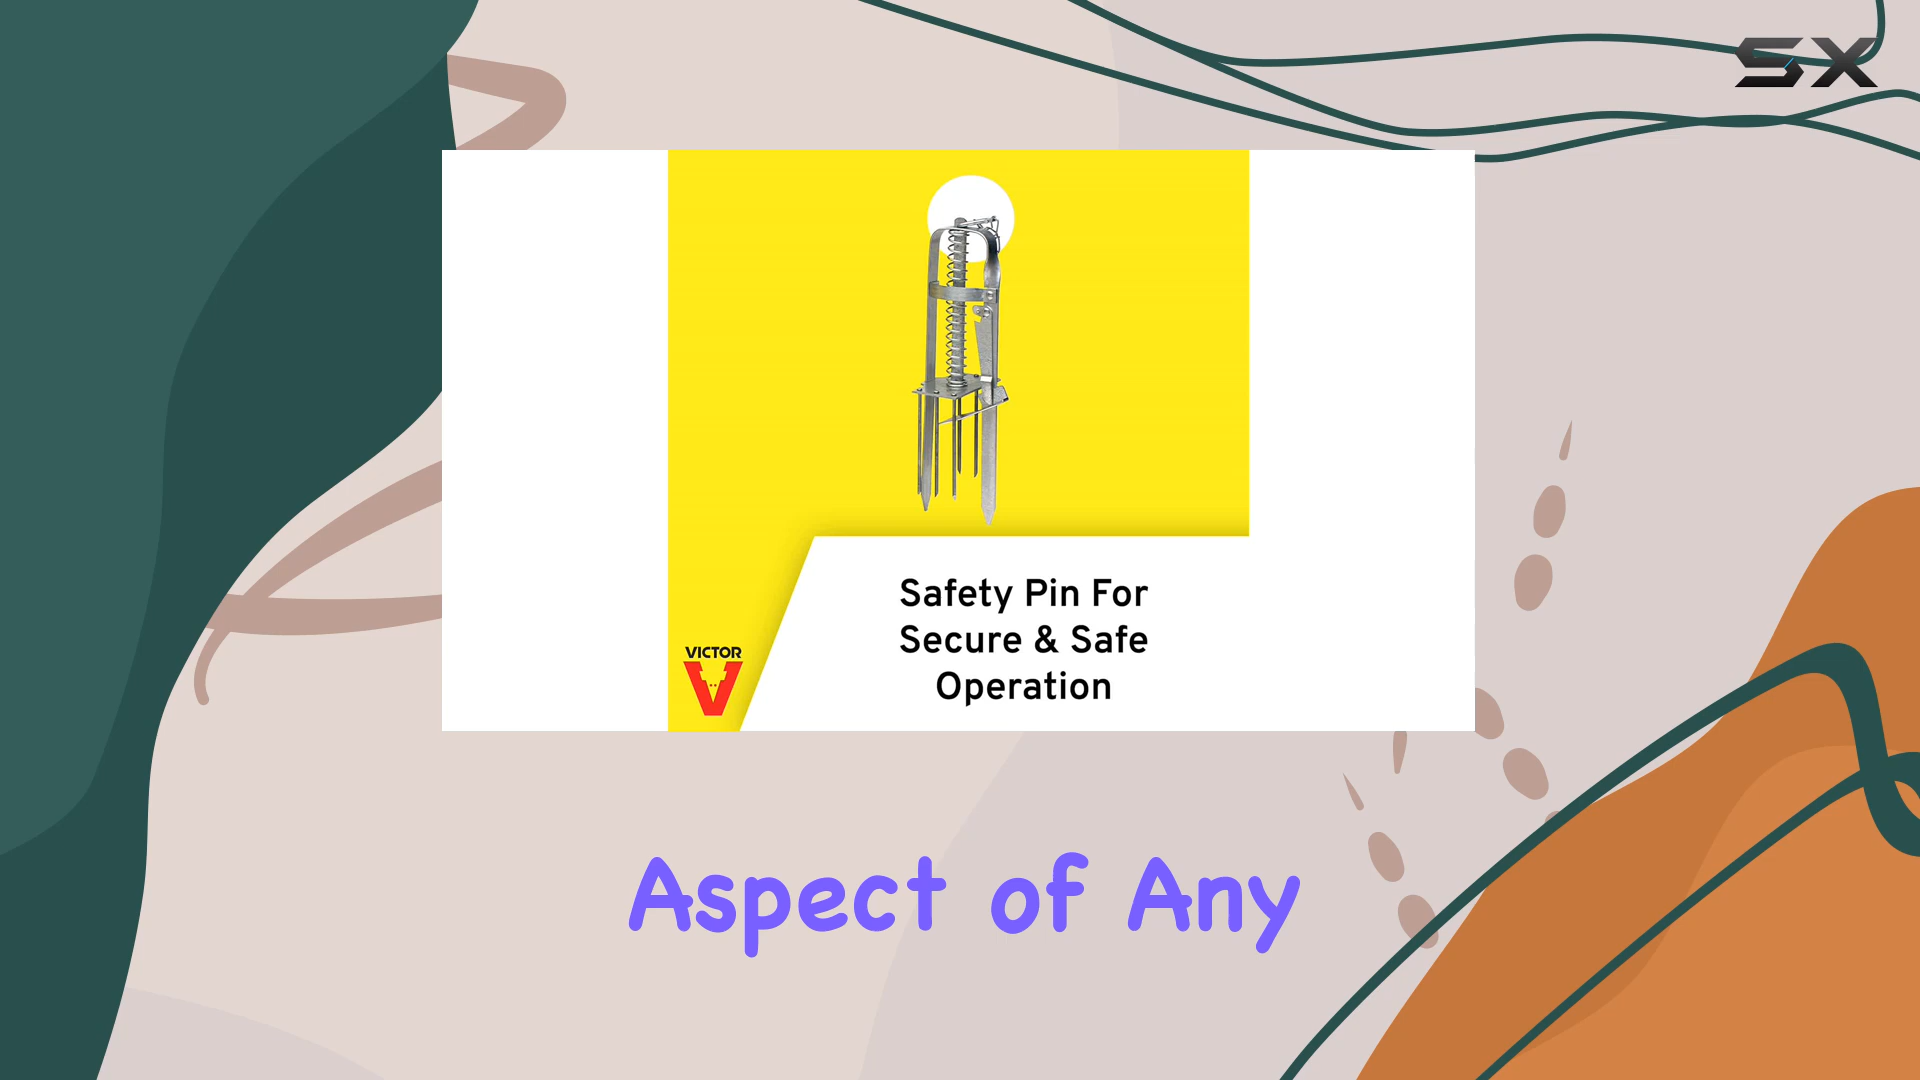 SX
Safety Pin For
Secure & Safe
Operation
VICTOR
Aspect of Any